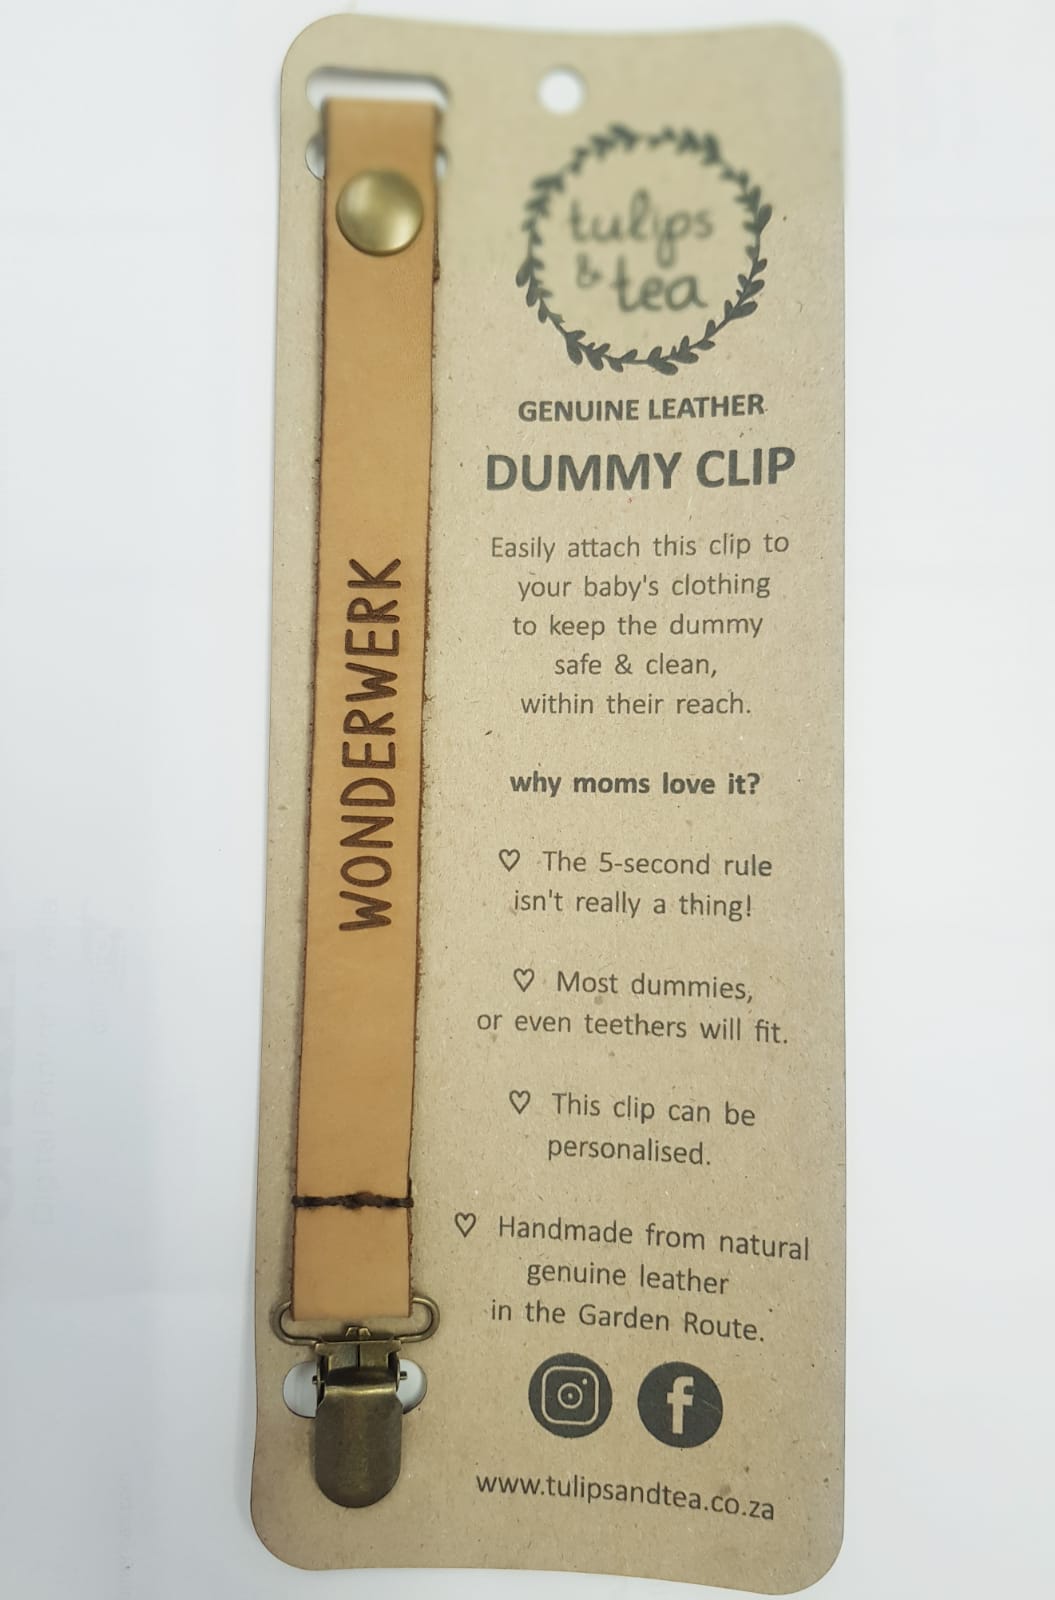 tulips
& tea
GENUINE LEATHER
DUMMY CLIP
Easily attach this clip to
your baby's clothing
to keep the dummy
safe & clean,
within their reach.
why moms love it?
♡ The 5-second rule
isn't really a thing!
♡ Most dummies,
or even teethers will fit.
♡ This clip can be
personalised.
♡ Handmade from natural
genuine leather
in the Garden Route.
www.tulipsandtea.co.za
WONDERWERK